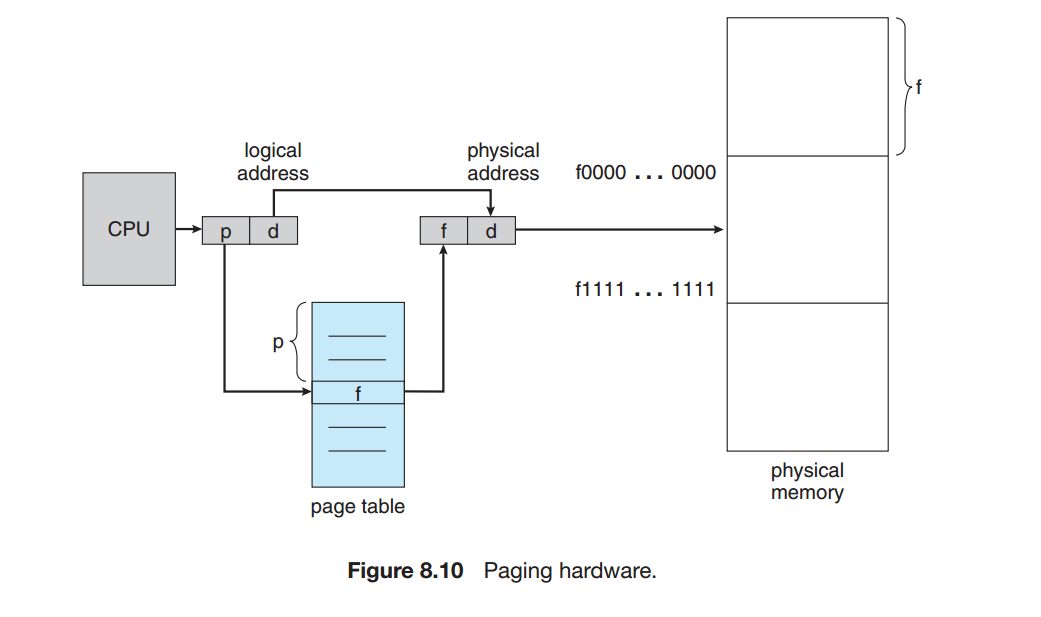 logical
address
physical
address
f
f0000 ... 0000
CPU
p
d
f
d
f1111 ... 1111
p
f
page table
physical
memory
Figure 8.10 Paging hardware.